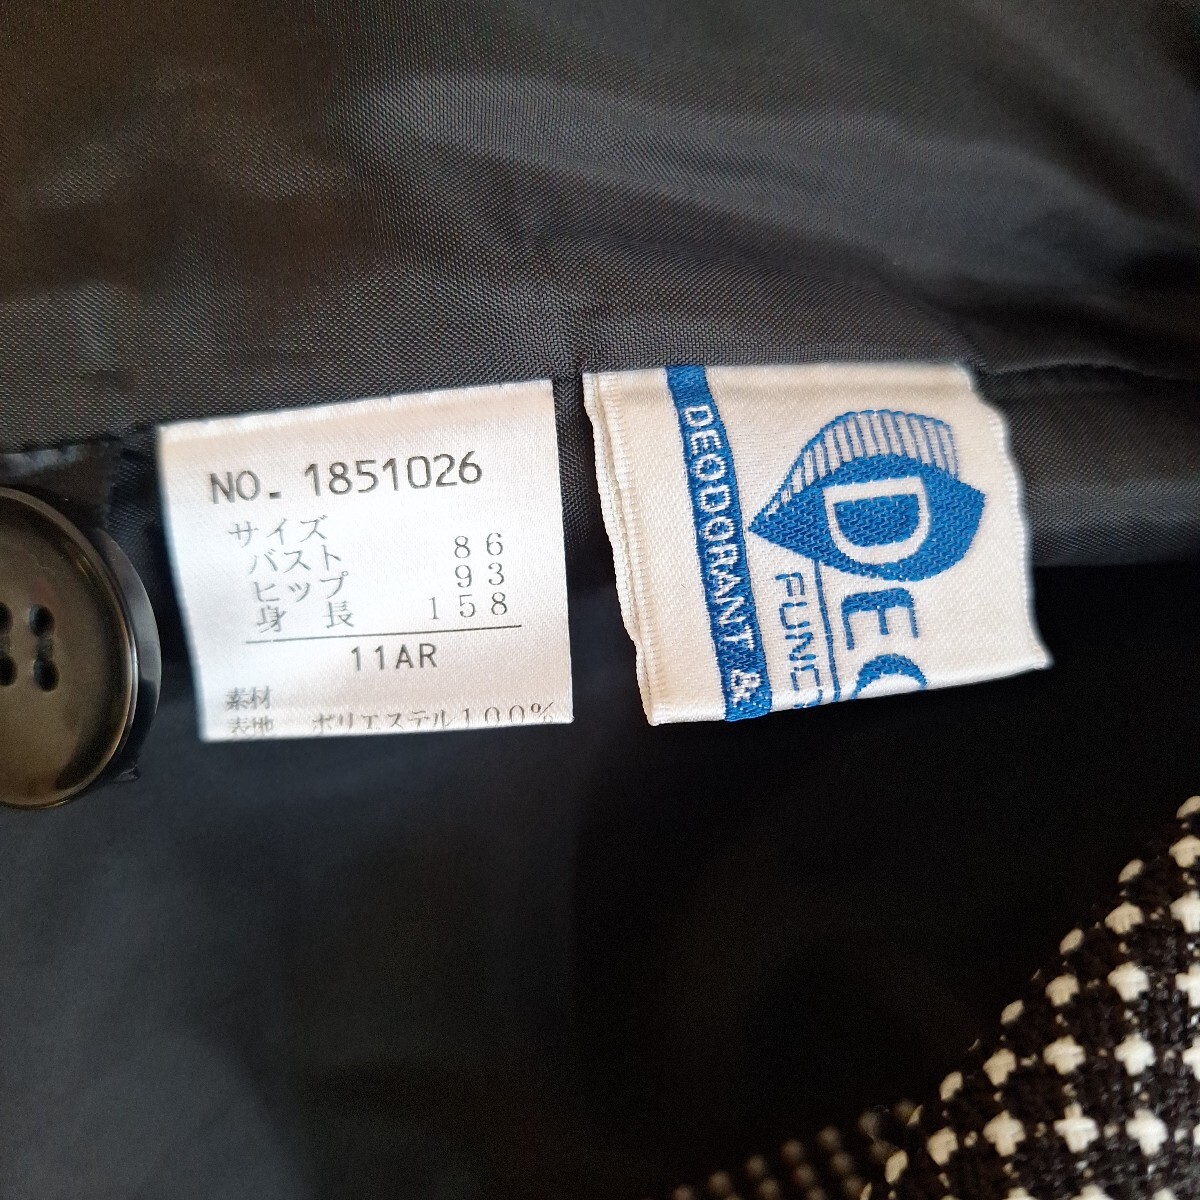 NO. 1851026
サイズ
バスト 86
ヒップ 93
身長 158
11AR
素材
表地 ポリエステル100%
DEODORANT &
DEO
FUNC